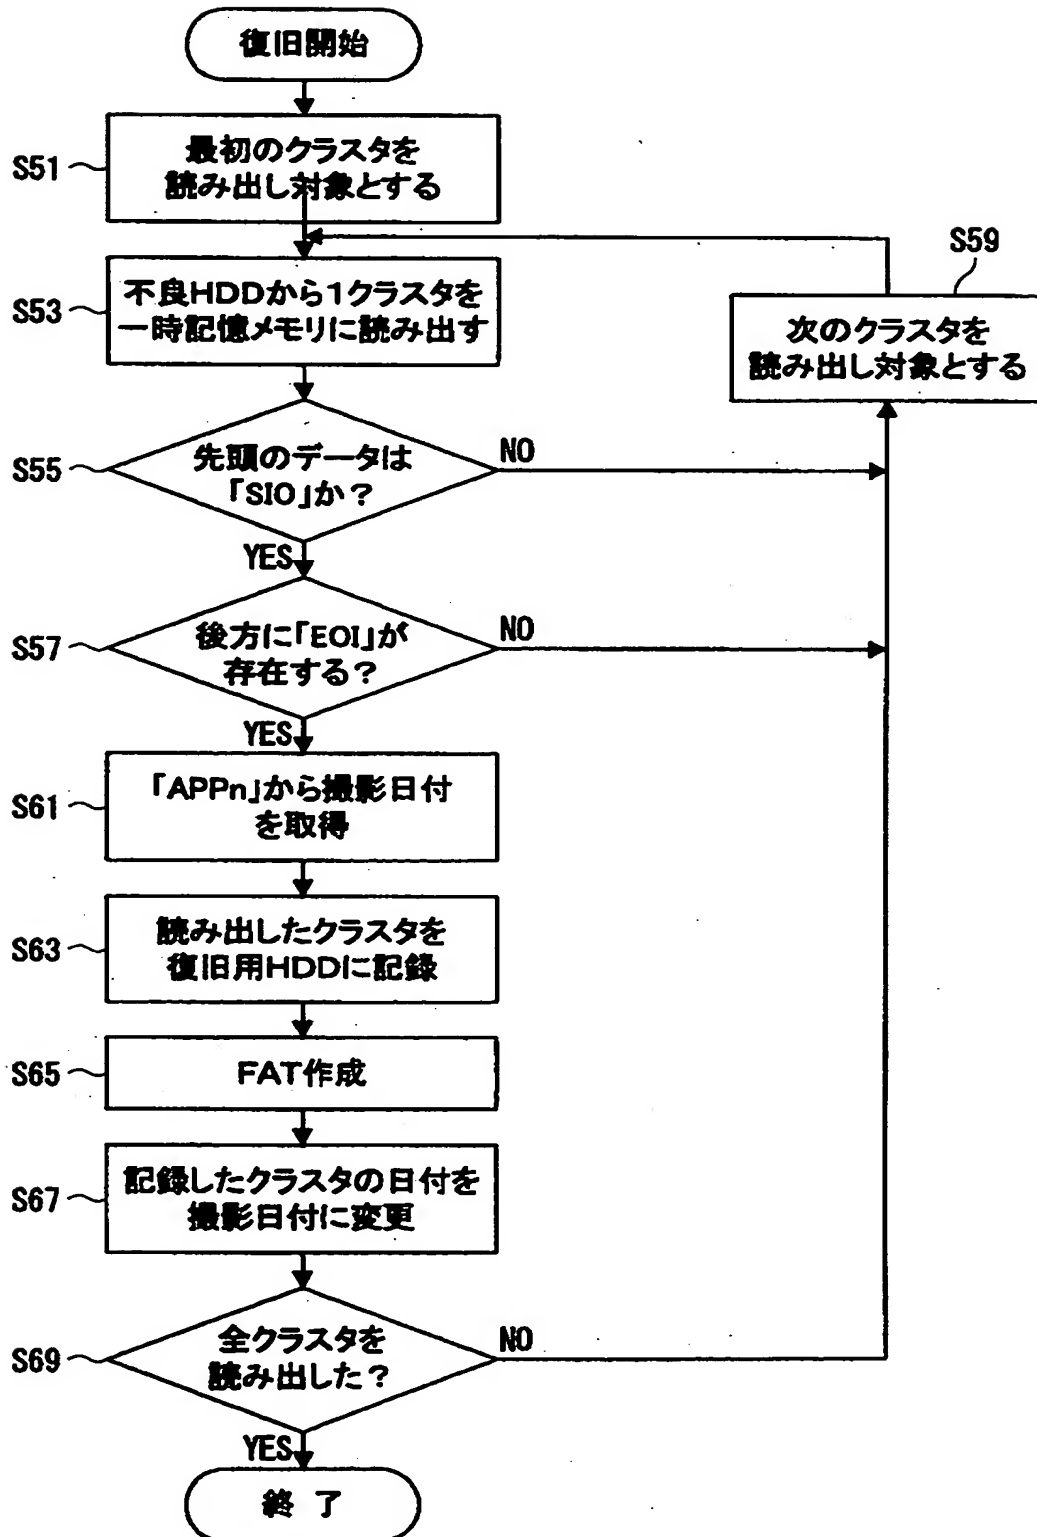 復旧開始
S51
最初のクラスタを
読み出し対象とする
S59
S53
不良HDDから1クラスタを
一時記憶メモリに読み出す
次のクラスタを
読み出し対象とする
S55
先頭のデータは
「SIO」か?
NO
YES
S57
後方に「EOI」が
存在する?
NO
YES
S61
「APPn」から撮影日付
を取得
S63
読み出したクラスタを
復旧用HDDに記録
S65
FAT作成
S67
記録したクラスタの日付を
撮影日付に変更
S69
全クラスタを
読み出した?
NO
YES
終 了